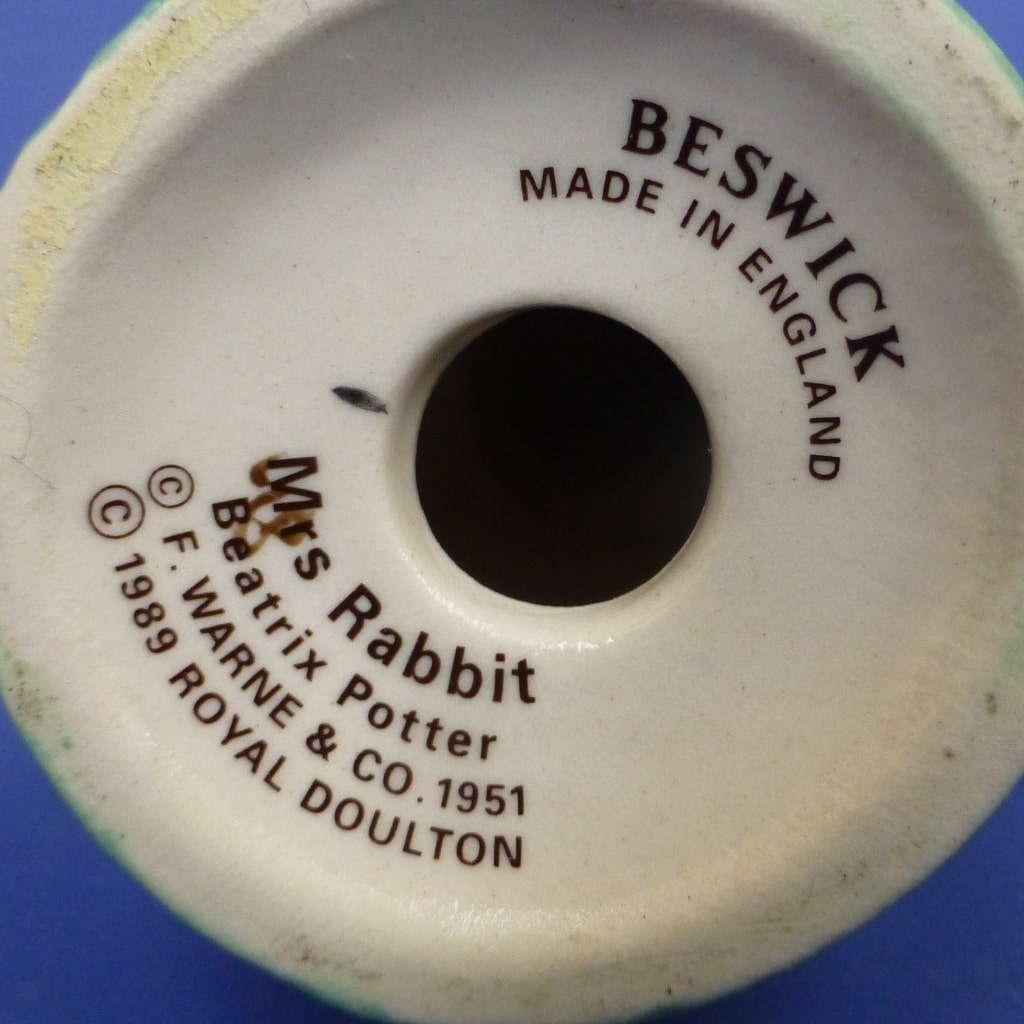 BESWICK
MADE IN ENGLAND
Mrs Rabbit
Beatrix Potter
© F. WARNE & CO. 1951
© 1989 ROYAL DOULTON